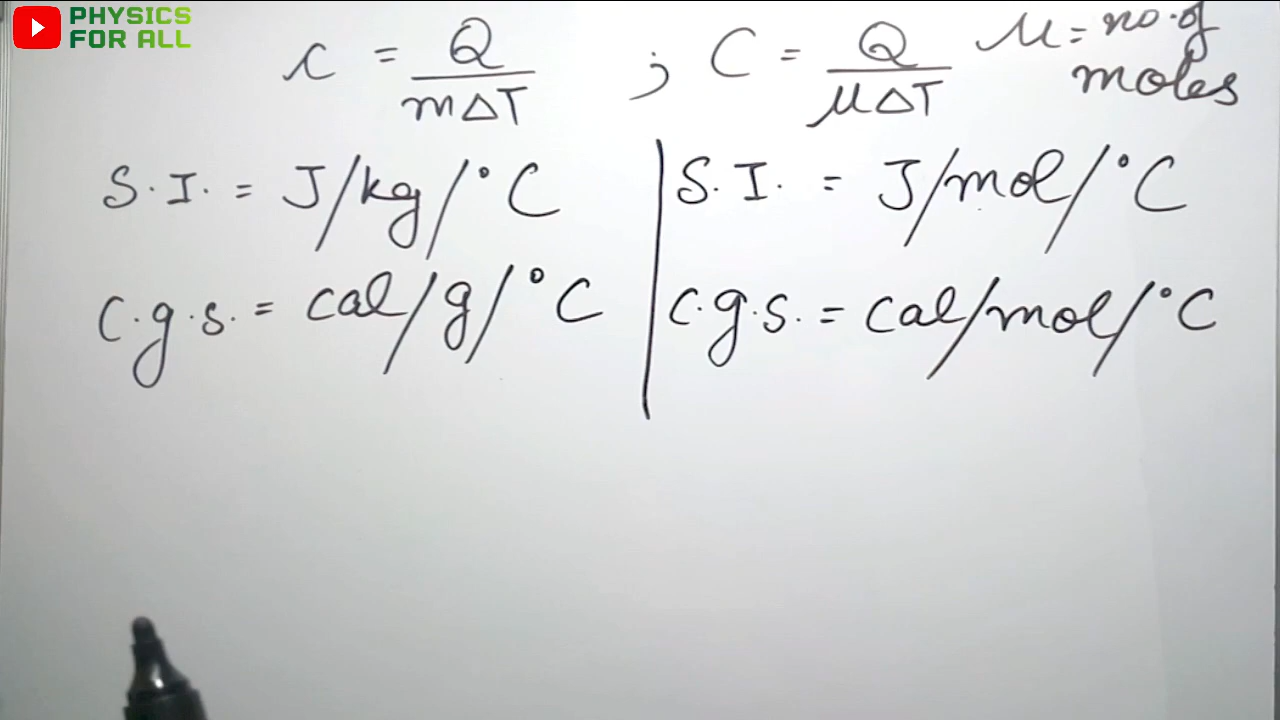 PHYSICS
FOR ALL
c = Q / mΔT ; C = Q / μΔT μ = no. of moles
S.I. = J/kg/°C
C.g.s. = cal/g/°C
S.I. = J/mol/°C
C.g.s. = cal/mol/°C